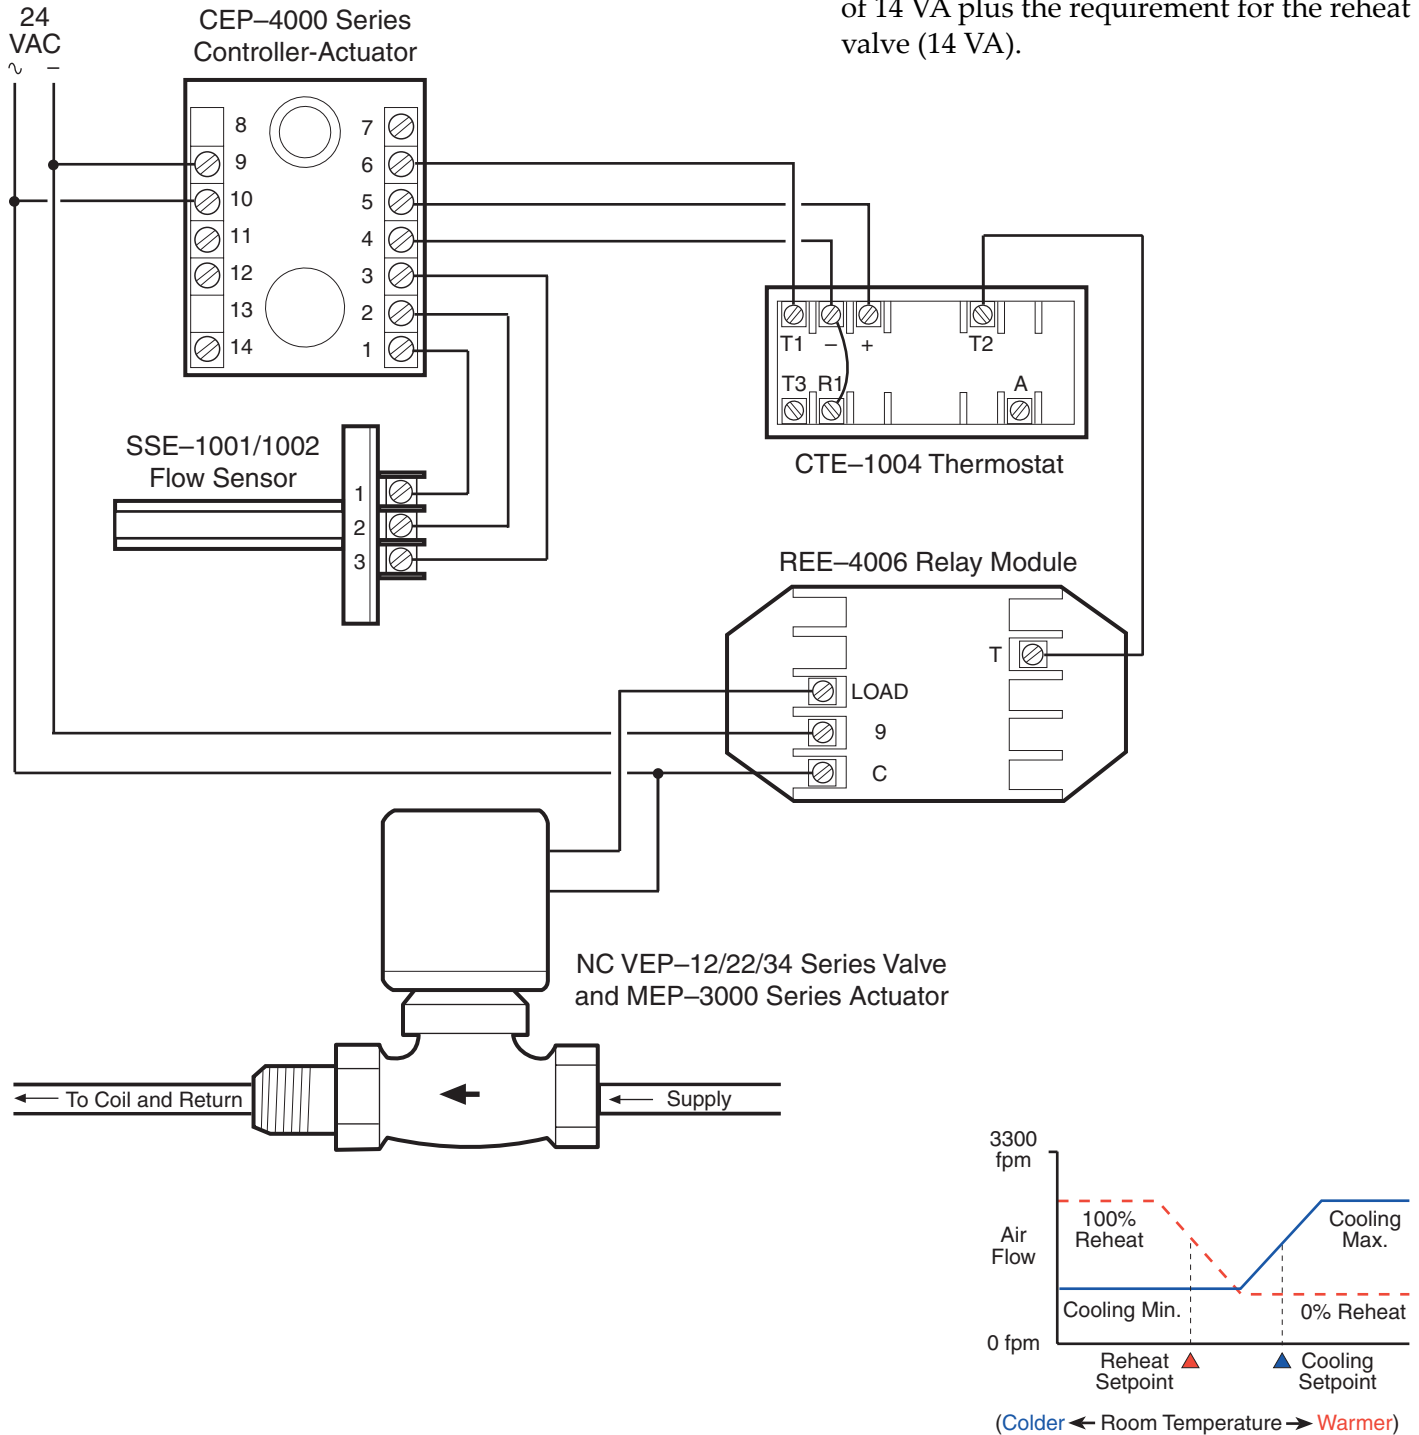 of 14 VA plus the requirement for the reheat
valve (14 VA).
24
VAC
∿ –
CEP–4000 Series
Controller-Actuator
8
9
10
11
12
13
14
7
6
5
4
3
2
1
T1 – + T2
T3 R1 A
CTE–1004 Thermostat
SSE–1001/1002
Flow Sensor
1
2
3
REE–4006 Relay Module
T
LOAD
9
C
NC VEP–12/22/34 Series Valve
and MEP–3000 Series Actuator
To Coil and Return
Supply
3300
fpm
Air
Flow
0 fpm
100%
Reheat
Cooling
Max.
Cooling Min.
0% Reheat
Reheat
Setpoint
Cooling
Setpoint
(Colder ← Room Temperature → Warmer)